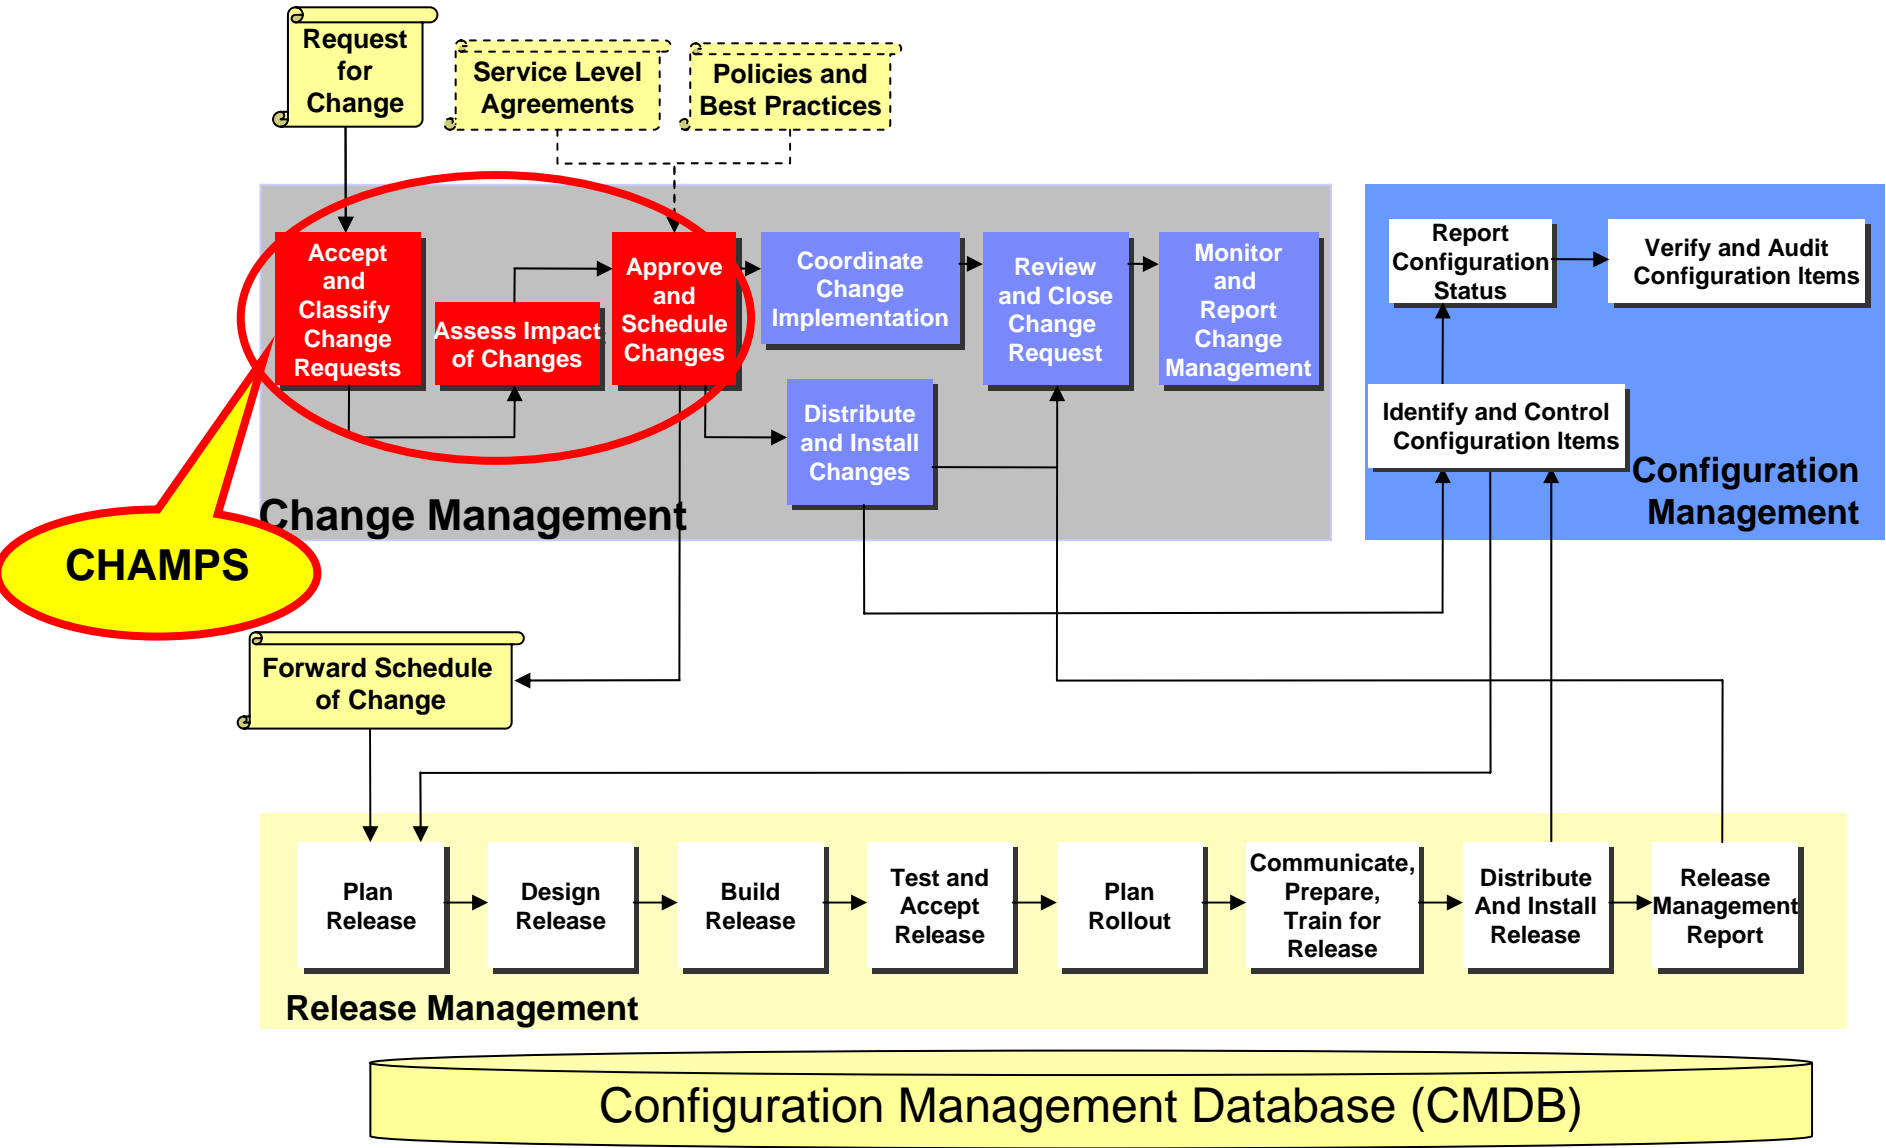 Request
for
Change
Service Level
Agreements
Policies and
Best Practices
Accept
and
Classify
Change
Requests
Assess Impact
of Changes
Approve
and
Schedule
Changes
Coordinate
Change
Implementation
Review
and Close
Change
Request
Monitor
and
Report
Change
Management
Distribute
and Install
Changes
Change Management
Report
Configuration
Status
Verify and Audit
Configuration Items
Identify and Control
Configuration Items
Configuration
Management
CHAMPS
Forward Schedule
of Change
Plan
Release
Design
Release
Build
Release
Test and
Accept
Release
Plan
Rollout
Communicate,
Prepare,
Train for
Release
Distribute
And Install
Release
Release
Management
Report
Release Management
Configuration Management Database (CMDB)